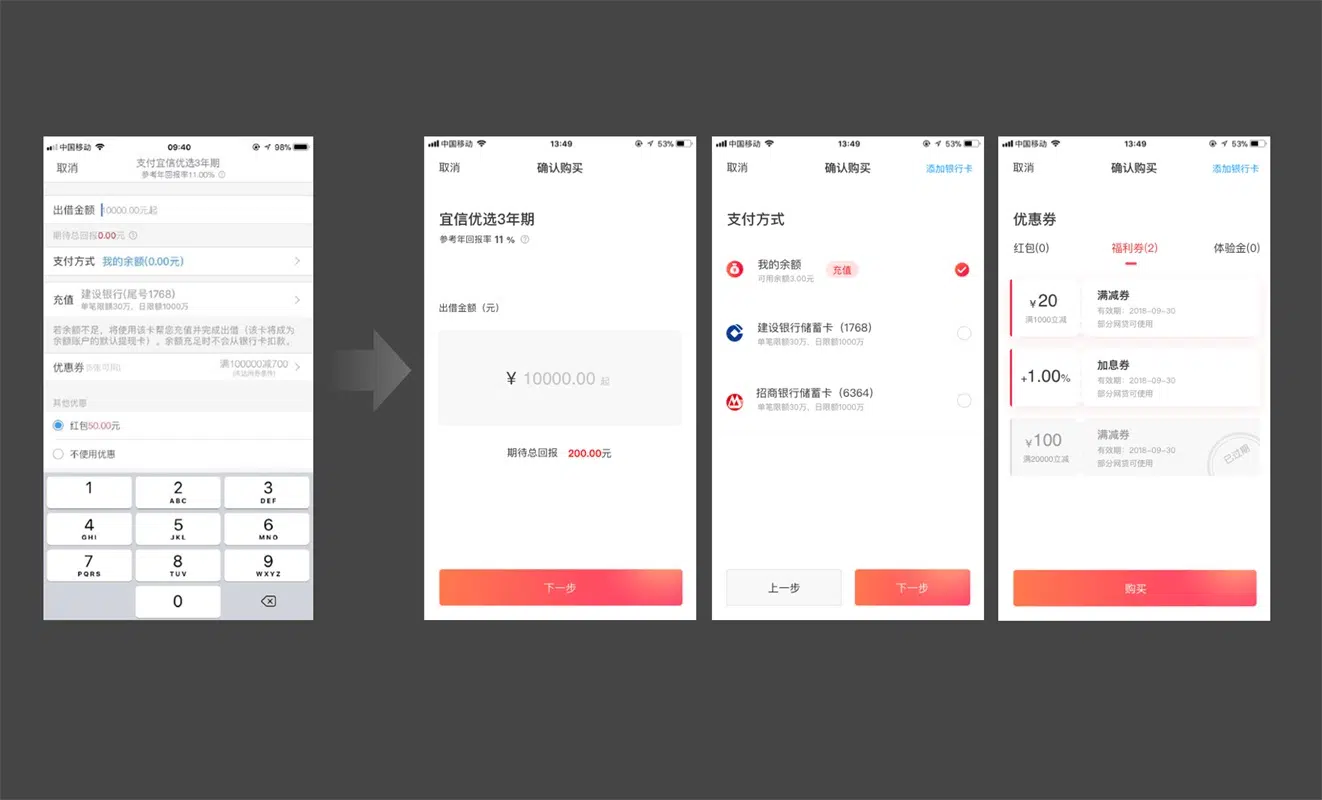 中国移动 09:40 98%
取消 支付宜信优选3年期
参考年回报率11.00%
出借金额 10000.00元起
期待总回报0.00元
支付方式 我的余额(0.00元)
充值 建设银行(尾号1768)
单笔限额30万、日限额1000万
若余额不足，将使用该卡帮您充值并完成出借（该卡将成为
余额账户的默认提现卡）。余额充足时不会从银行卡扣款。
优惠券 满100000减700
其他优惠
红包50.00元
不使用优惠
1
2 ABC
3 DEF
4 GHI
5 JKL
6 MNO
7 PQRS
8 TUV
9 WXYZ
0
中国移动 13:49 53%
取消 确认购买
宜信优选3年期
参考年回报率 11 %
出借金额（元）
¥ 10000.00 起
期待总回报 200.00元
下一步
中国移动 13:49 53%
取消 确认购买 添加银行卡
支付方式
我的余额 充值
可用余额3.00元
建设银行储蓄卡（1768）
单笔限额30万、日限额1000万
招商银行储蓄卡（6364）
单笔限额30万、日限额1000万
上一步 下一步
中国移动 13:49 53%
取消 确认购买 添加银行卡
优惠券
红包(0) 福利券(2) 体验金(0)
¥20
满1000立减
满减券
有效期：2018-09-30
部分网贷可使用
+1.00%
加息券
有效期：2018-09-30
部分网贷可使用
¥100
满20000立减
满减券
有效期：2018-09-30
部分网贷可使用
已过期
购买